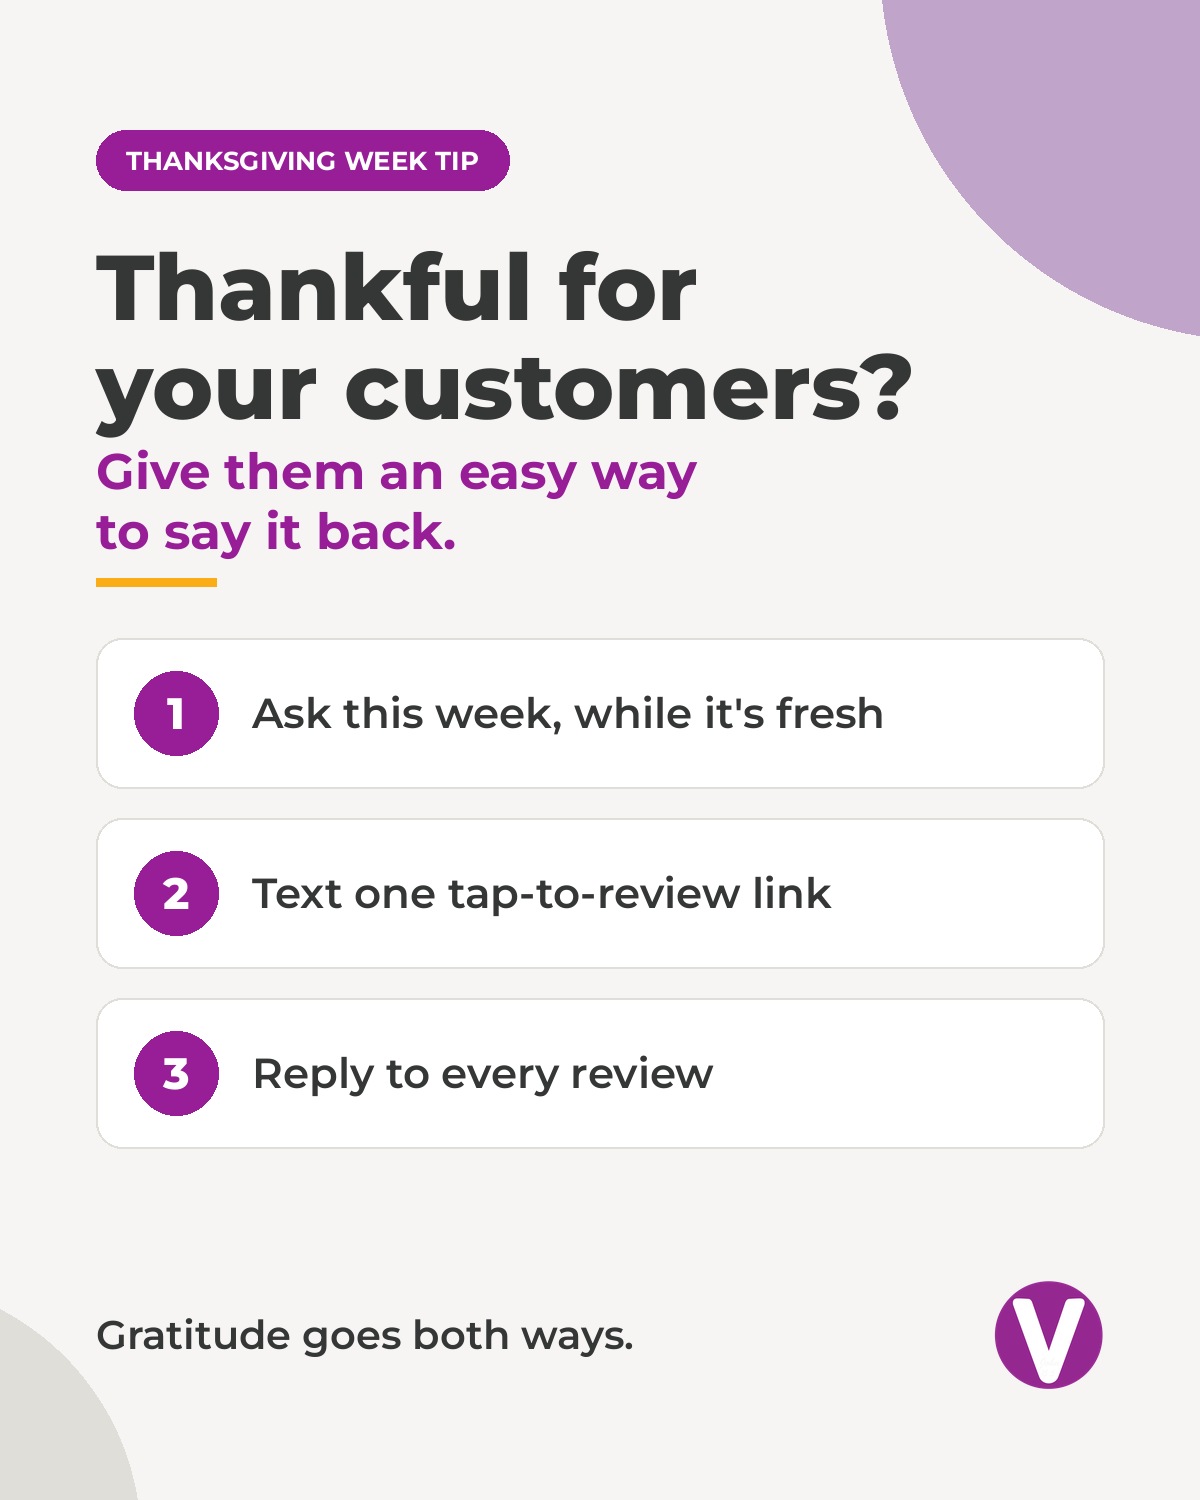 THANKSGIVING WEEK TIP
Thankful for
your customers?
Give them an easy way
to say it back.
1 Ask this week, while it's fresh
2 Text one tap-to-review link
3 Reply to every review
Gratitude goes both ways.
V